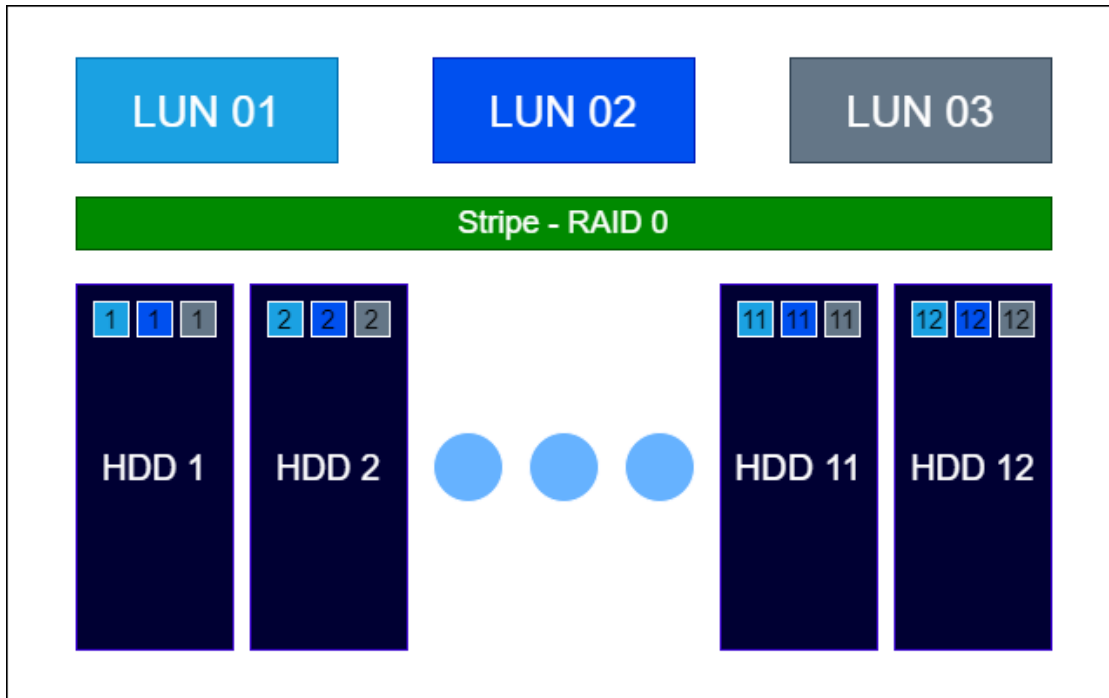 LUN 01
LUN 02
LUN 03
Stripe - RAID 0
1 1 1
2 2 2
11 11 11
12 12 12
HDD 1
HDD 2
HDD 11
HDD 12